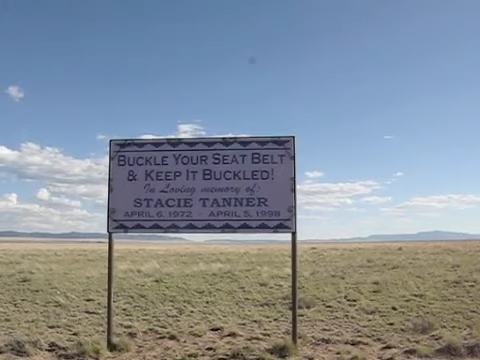 BUCKLE YOUR SEAT BELT
& KEEP IT BUCKLED!
In Loving memory of:
STACIE TANNER
APRIL 6, 1972 - APRIL 5, 1998